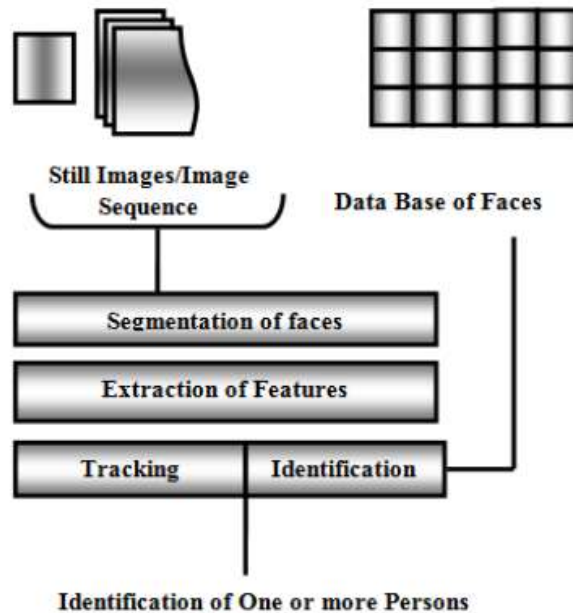 Still Images/Image
Sequence
Data Base of Faces
Segmentation of faces
Extraction of Features
Tracking
Identification
Identification of One or more Persons